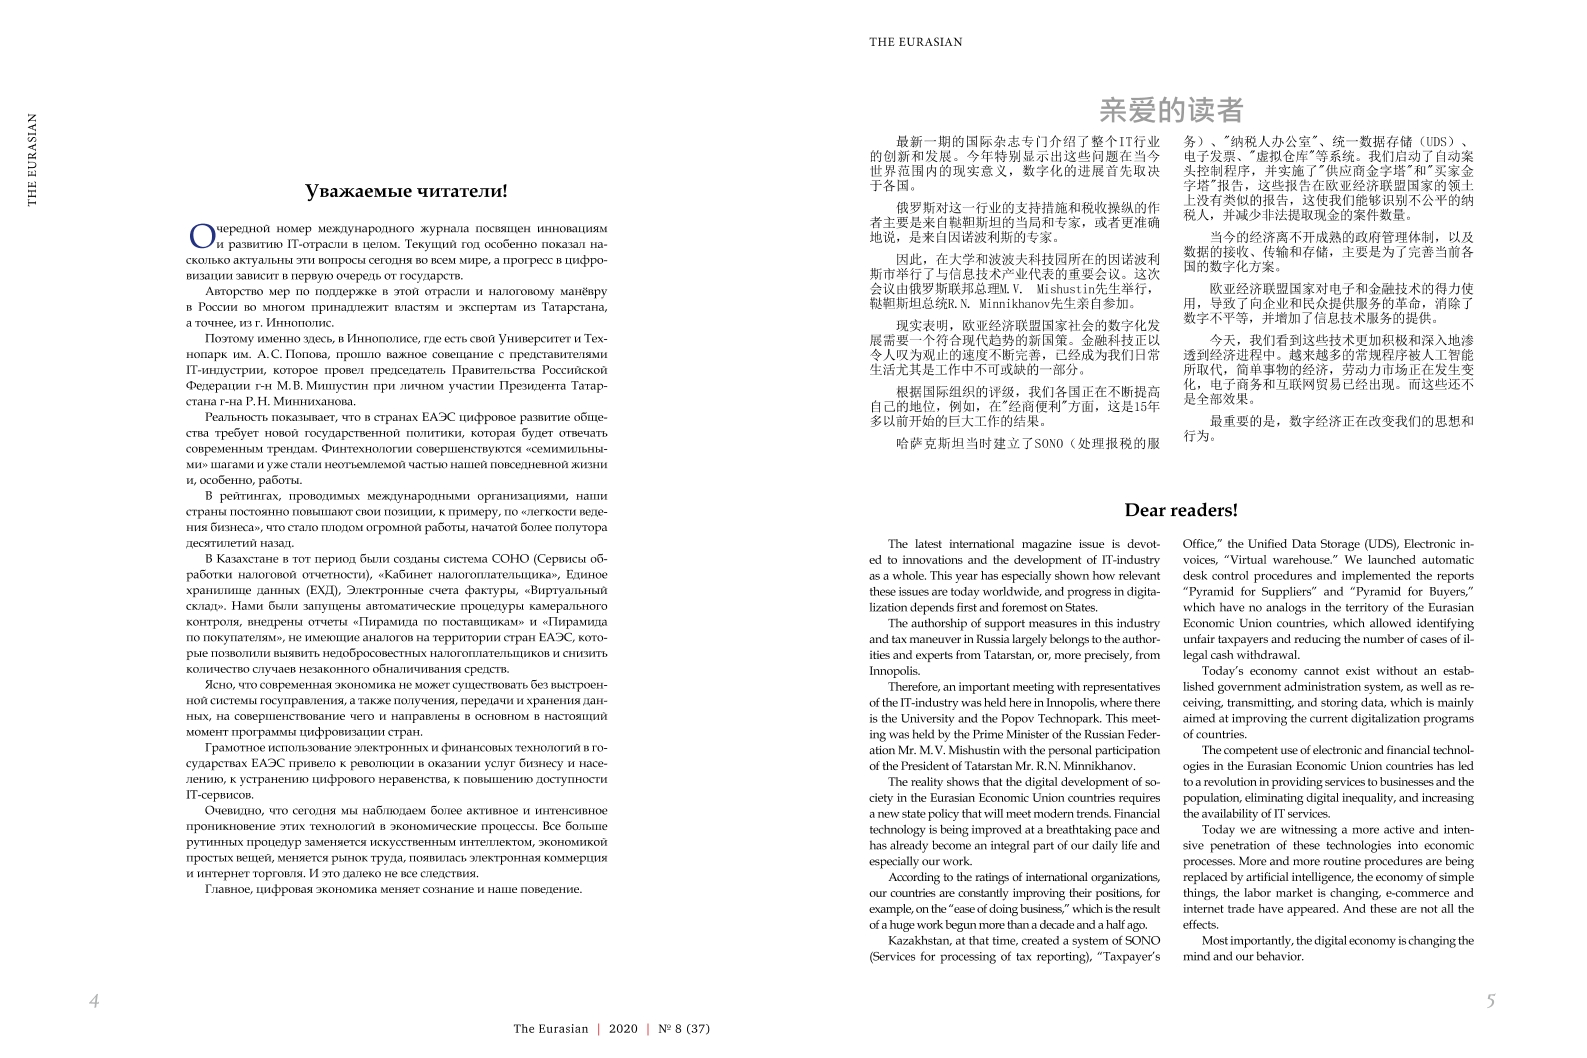 THE EURASIAN
Уважаемые читатели!
Очередной номер международного журнала посвящен инновациям
и развитию IT-отрасли в целом. Текущий год особенно показал на-
сколько актуальны эти вопросы сегодня во всем мире, а прогресс в цифро-
визации зависит в первую очередь от государств.
Авторство мер по поддержке в этой отрасли и налоговому манёвру
в России во многом принадлежит властям и экспертам из Татарстана,
а точнее, из г. Иннополис.
Поэтому именно здесь, в Иннополисе, где есть свой Университет и Тех-
нопарк им. А. С. Попова, прошло важное совещание с представителями
IT-индустрии, которое провел председатель Правительства Российской
Федерации г-н М. В. Мишустин при личном участии Президента Татар-
стана г-на Р. Н. Минниханова.
Реальность показывает, что в странах ЕАЭС цифровое развитие обще-
ства требует новой государственной политики, которая будет отвечать
современным трендам. Финтехнологии совершенствуются «семимильны-
ми» шагами и уже стали неотъемлемой частью нашей повседневной жизни
и, особенно, работы.
В рейтингах, проводимых международными организациями, наши
страны постоянно повышают свои позиции, к примеру, по «легкости веде-
ния бизнеса», что стало плодом огромной работы, начатой более полутора
десятилетий назад.
В Казахстане в тот период были созданы система СОНО (Сервисы об-
работки налоговой отчетности), «Кабинет налогоплательщика», Единое
хранилище данных (ЕХД), Электронные счета фактуры, «Виртуальный
склад». Нами были запущены автоматические процедуры камерального
контроля, внедрены отчеты «Пирамида по поставщикам» и «Пирамида
по покупателям», не имеющие аналогов на территории стран ЕАЭС, кото-
рые позволили выявить недобросовестных налогоплательщиков и снизить
количество случаев незаконного обналичивания средств.
Ясно, что современная экономика не может существовать без выстроен-
ной системы госуправления, а также получения, передачи и хранения дан-
ных, на совершенствование чего и направлены в основном в настоящий
момент программы цифровизации стран.
Грамотное использование электронных и финансовых технологий в го-
сударствах ЕАЭС привело к революции в оказании услуг бизнесу и насе-
лению, к устранению цифрового неравенства, к повышению доступности
IT-сервисов.
Очевидно, что сегодня мы наблюдаем более активное и интенсивное
проникновение этих технологий в экономические процессы. Все больше
рутинных процедур заменяется искусственным интеллектом, экономикой
простых вещей, меняется рынок труда, появилась электронная коммерция
и интернет торговля. И это далеко не все следствия.
Главное, цифровая экономика меняет сознание и наше поведение.
4
The Eurasian | 2020 | № 8 (37)
THE EURASIAN
亲爱的读者
最新一期的国际杂志专门介绍了整个IT行业
的创新和发展。今年特别显示出这些问题在当今
世界范围内的现实意义，数字化的进展首先取决
于各国。
俄罗斯对这一行业的支持措施和税收操纵的作
者主要是来自鞑靼斯坦的当局和专家，或者更准确
地说，是来自因诺波利斯的专家。
因此，在大学和波波夫科技园所在的因诺波利
斯市举行了与信息技术产业代表的重要会议。这次
会议由俄罗斯联邦总理M.V. Mishustin先生举行，
鞑靼斯坦总统R.N. Minnikhanov先生亲自参加。
现实表明，欧亚经济联盟国家社会的数字化发
展需要一个符合现代趋势的新国策。金融科技正以
令人叹为观止的速度不断完善，已经成为我们日常
生活尤其是工作中不可或缺的一部分。
根据国际组织的评级，我们各国正在不断提高
自己的地位，例如，在"经商便利"方面，这是15年
多以前开始的巨大工作的结果。
哈萨克斯坦当时建立了SONO（处理报税的服
务）、"纳税人办公室"、统一数据存储（UDS）、
电子发票、"虚拟仓库"等系统。我们启动了自动案
头控制程序，并实施了"供应商金字塔"和"买家金
字塔"报告，这些报告在欧亚经济联盟国家的领土
上没有类似的报告，这使我们能够识别不公平的纳
税人，并减少非法提取现金的案件数量。
当今的经济离不开成熟的政府管理体制，以及
数据的接收、传输和存储，主要是为了完善当前各
国的数字化方案。
欧亚经济联盟国家对电子和金融技术的得力使
用，导致了向企业和民众提供服务的革命，消除了
数字不平等，并增加了信息技术服务的提供。
今天，我们看到这些技术更加积极和深入地渗
透到经济进程中。越来越多的常规程序被人工智能
所取代，简单事物的经济，劳动力市场正在发生变
化，电子商务和互联网贸易已经出现。而这些还不
是全部效果。
最重要的是，数字经济正在改变我们的思想和
行为。
Dear readers!
The latest international magazine issue is devot-
ed to innovations and the development of IT-industry
as a whole. This year has especially shown how relevant
these issues are today worldwide, and progress in digita-
lization depends first and foremost on States.
The authorship of support measures in this industry
and tax maneuver in Russia largely belongs to the author-
ities and experts from Tatarstan, or, more precisely, from
Innopolis.
Therefore, an important meeting with representatives
of the IT-industry was held here in Innopolis, where there
is the University and the Popov Technopark. This meet-
ing was held by the Prime Minister of the Russian Feder-
ation Mr. M.V. Mishustin with the personal participation
of the President of Tatarstan Mr. R.N. Minnikhanov.
The reality shows that the digital development of so-
ciety in the Eurasian Economic Union countries requires
a new state policy that will meet modern trends. Financial
technology is being improved at a breathtaking pace and
has already become an integral part of our daily life and
especially our work.
According to the ratings of international organizations,
our countries are constantly improving their positions, for
example, on the “ease of doing business,” which is the result
of a huge work begun more than a decade and a half ago.
Kazakhstan, at that time, created a system of SONO
(Services for processing of tax reporting), “Taxpayer’s
Office,” the Unified Data Storage (UDS), Electronic in-
voices, “Virtual warehouse.” We launched automatic
desk control procedures and implemented the reports
“Pyramid for Suppliers” and “Pyramid for Buyers,”
which have no analogs in the territory of the Eurasian
Economic Union countries, which allowed identifying
unfair taxpayers and reducing the number of cases of il-
legal cash withdrawal.
Today’s economy cannot exist without an estab-
lished government administration system, as well as re-
ceiving, transmitting, and storing data, which is mainly
aimed at improving the current digitalization programs
of countries.
The competent use of electronic and financial technol-
ogies in the Eurasian Economic Union countries has led
to a revolution in providing services to businesses and the
population, eliminating digital inequality, and increasing
the availability of IT services.
Today we are witnessing a more active and inten-
sive penetration of these technologies into economic
processes. More and more routine procedures are being
replaced by artificial intelligence, the economy of simple
things, the labor market is changing, e-commerce and
internet trade have appeared. And these are not all the
effects.
Most importantly, the digital economy is changing the
mind and our behavior.
5